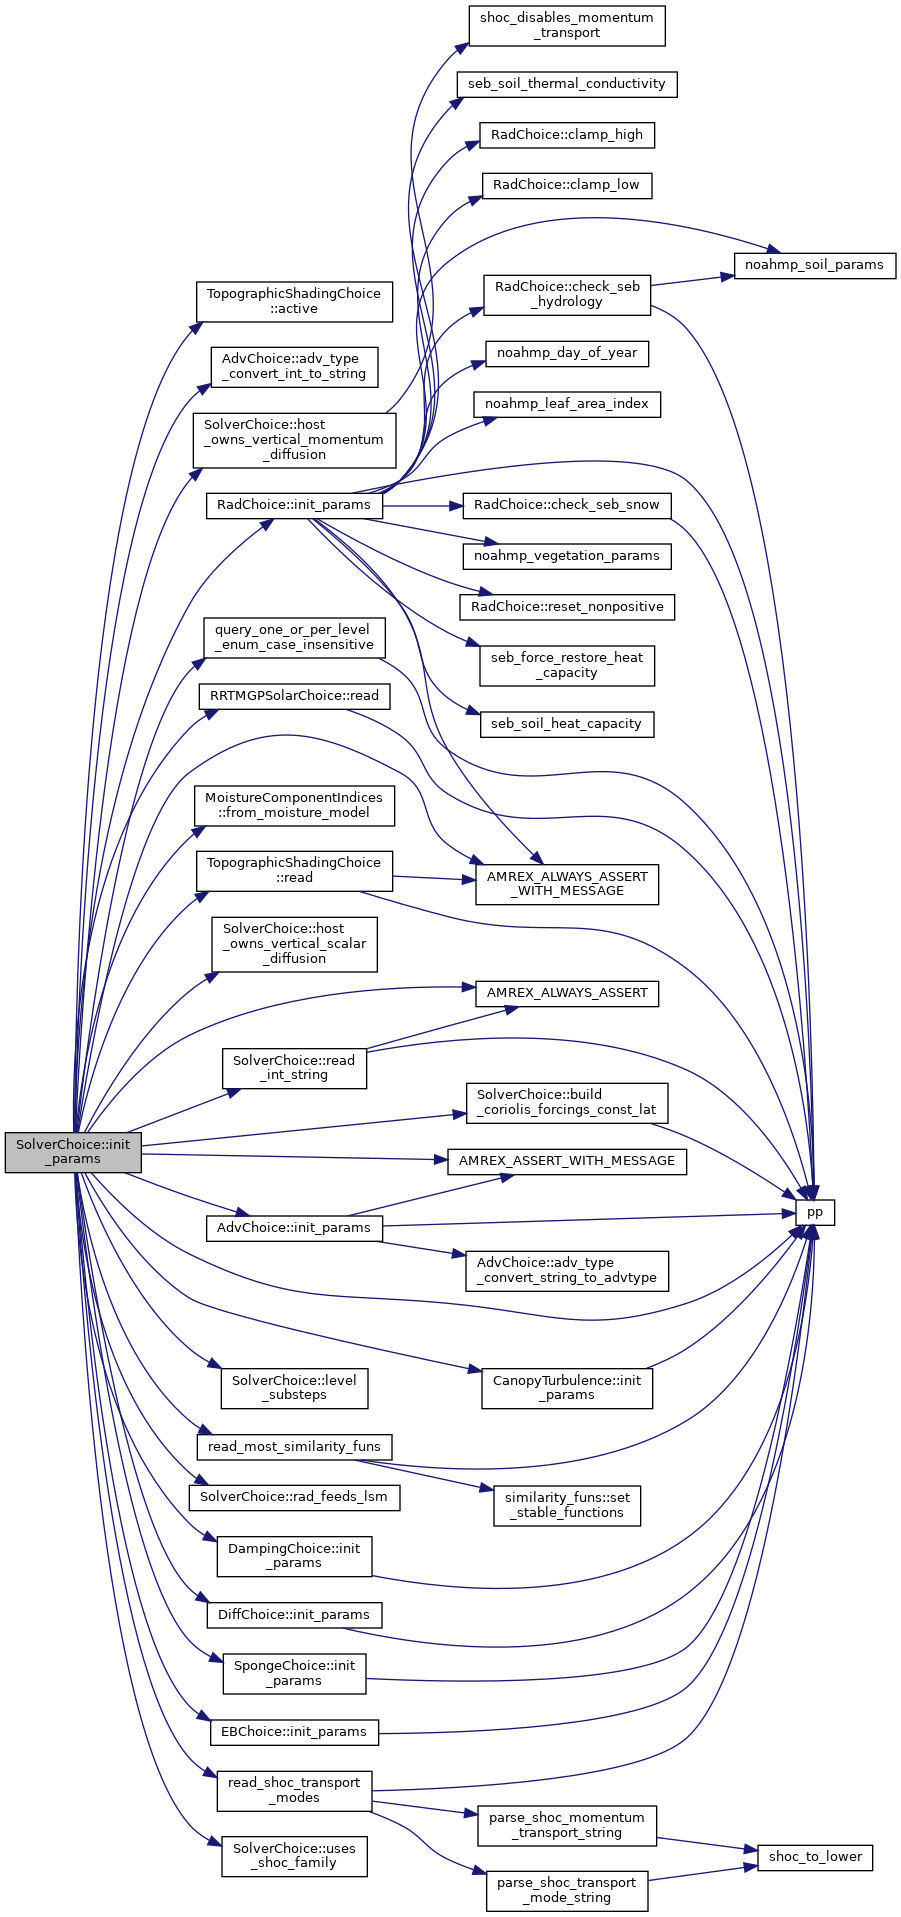 shoc_disables_momentum
_transport
seb_soil_thermal_conductivity
RadChoice::clamp_high
RadChoice::clamp_low
noahmp_soil_params
RadChoice::check_seb
_hydrology
TopographicShadingChoice
::active
noahmp_day_of_year
AdvChoice::adv_type
_convert_int_to_string
noahmp_leaf_area_index
SolverChoice::host
_owns_vertical_momentum
_diffusion
RadChoice::init_params
RadChoice::check_seb_snow
noahmp_vegetation_params
RadChoice::reset_nonpositive
query_one_or_per_level
_enum_case_insensitive
seb_force_restore_heat
_capacity
RRTMGPSolarChoice::read
seb_soil_heat_capacity
MoistureComponentIndices
::from_moisture_model
TopographicShadingChoice
::read
AMREX_ALWAYS_ASSERT
_WITH_MESSAGE
SolverChoice::host
_owns_vertical_scalar
_diffusion
AMREX_ALWAYS_ASSERT
SolverChoice::read
_int_string
SolverChoice::build
_coriolis_forcings_const_lat
SolverChoice::init
_params
AMREX_ASSERT_WITH_MESSAGE
pp
AdvChoice::init_params
AdvChoice::adv_type
_convert_string_to_advtype
SolverChoice::level
_substeps
CanopyTurbulence::init
_params
read_most_similarity_funs
SolverChoice::rad_feeds_lsm
similarity_funs::set
_stable_functions
DampingChoice::init
_params
DiffChoice::init_params
SpongeChoice::init
_params
EBChoice::init_params
read_shoc_transport
_modes
parse_shoc_momentum
_transport_string
SolverChoice::uses
_shoc_family
shoc_to_lower
parse_shoc_transport
_mode_string